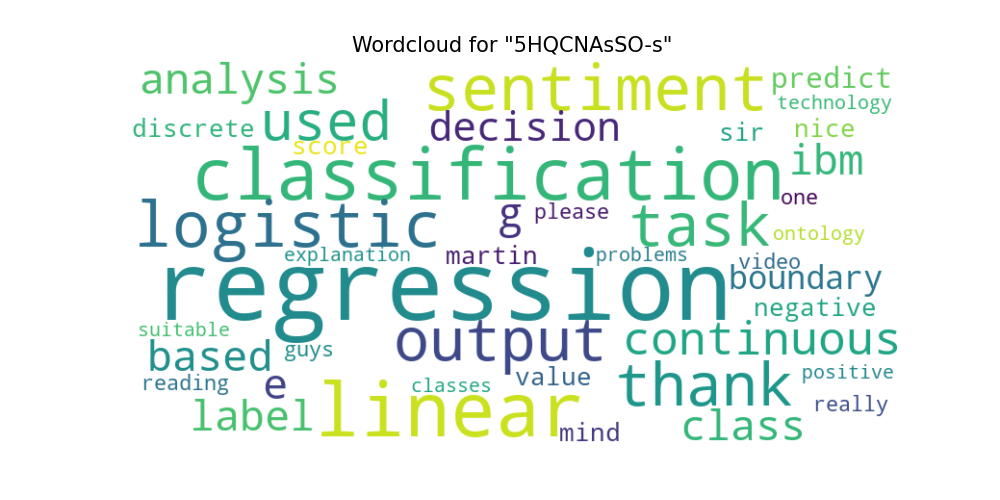 Wordcloud for "5HQCNAsSO-s"
analysis sentiment predict
technology
discrete used decision sir nice
score
classification ibm
one
logistic g please task ontology
explanation martin problems video
regression boundary
negative
suitable output continuous
based guys
reading e classes value thank positive
label linear mind class really